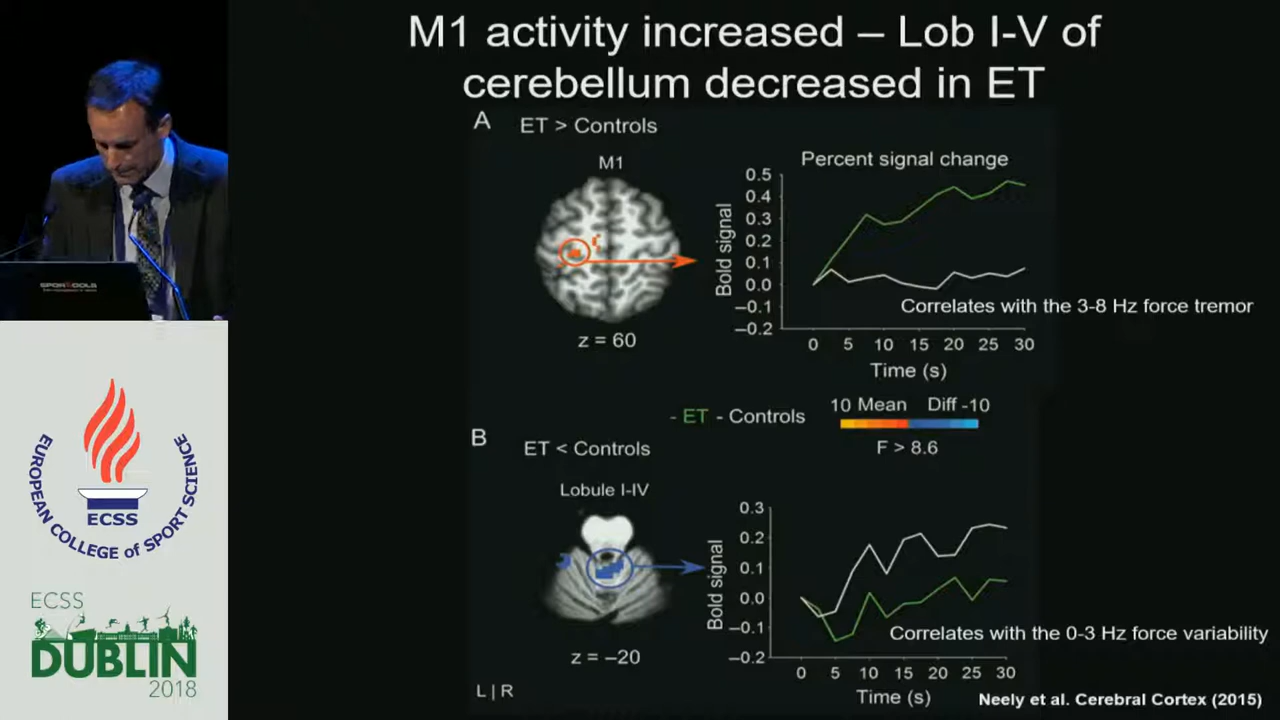 M1 activity increased – Lob I-V of
cerebellum decreased in ET
A
ET > Controls
M1
z = 60
Percent signal change
Bold signal
0.5
0.4
0.3
0.2
0.1
0.0
–0.1
–0.2
0 5 10 15 20 25 30
Time (s)
Correlates with the 3-8 Hz force tremor
- ET - Controls
10 Mean Diff -10
F > 8.6
B
ET < Controls
Lobule I-IV
z = –20
L | R
Bold signal
0.3
0.2
0.1
0.0
–0.1
–0.2
0 5 10 15 20 25 30
Time (s)
Correlates with the 0-3 Hz force variability
Neely et al. Cerebral Cortex (2015)
EUROPEAN COLLEGE of SPORT SCIENCE
ECSS
ECSS
DUBLIN
2018